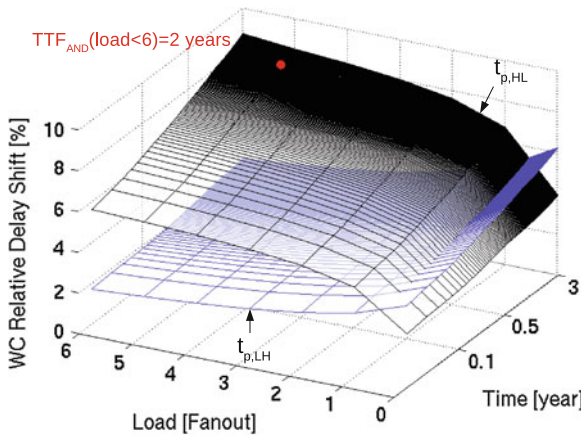 TTF_AND(load<6)=2 years
t_p,HL
WC Relative Delay Shift [%]
10
8
6
4
2
0
t_p,LH
6
5
4
3
2
1
0
Load [Fanout]
0.1
0.5
3
Time [year]